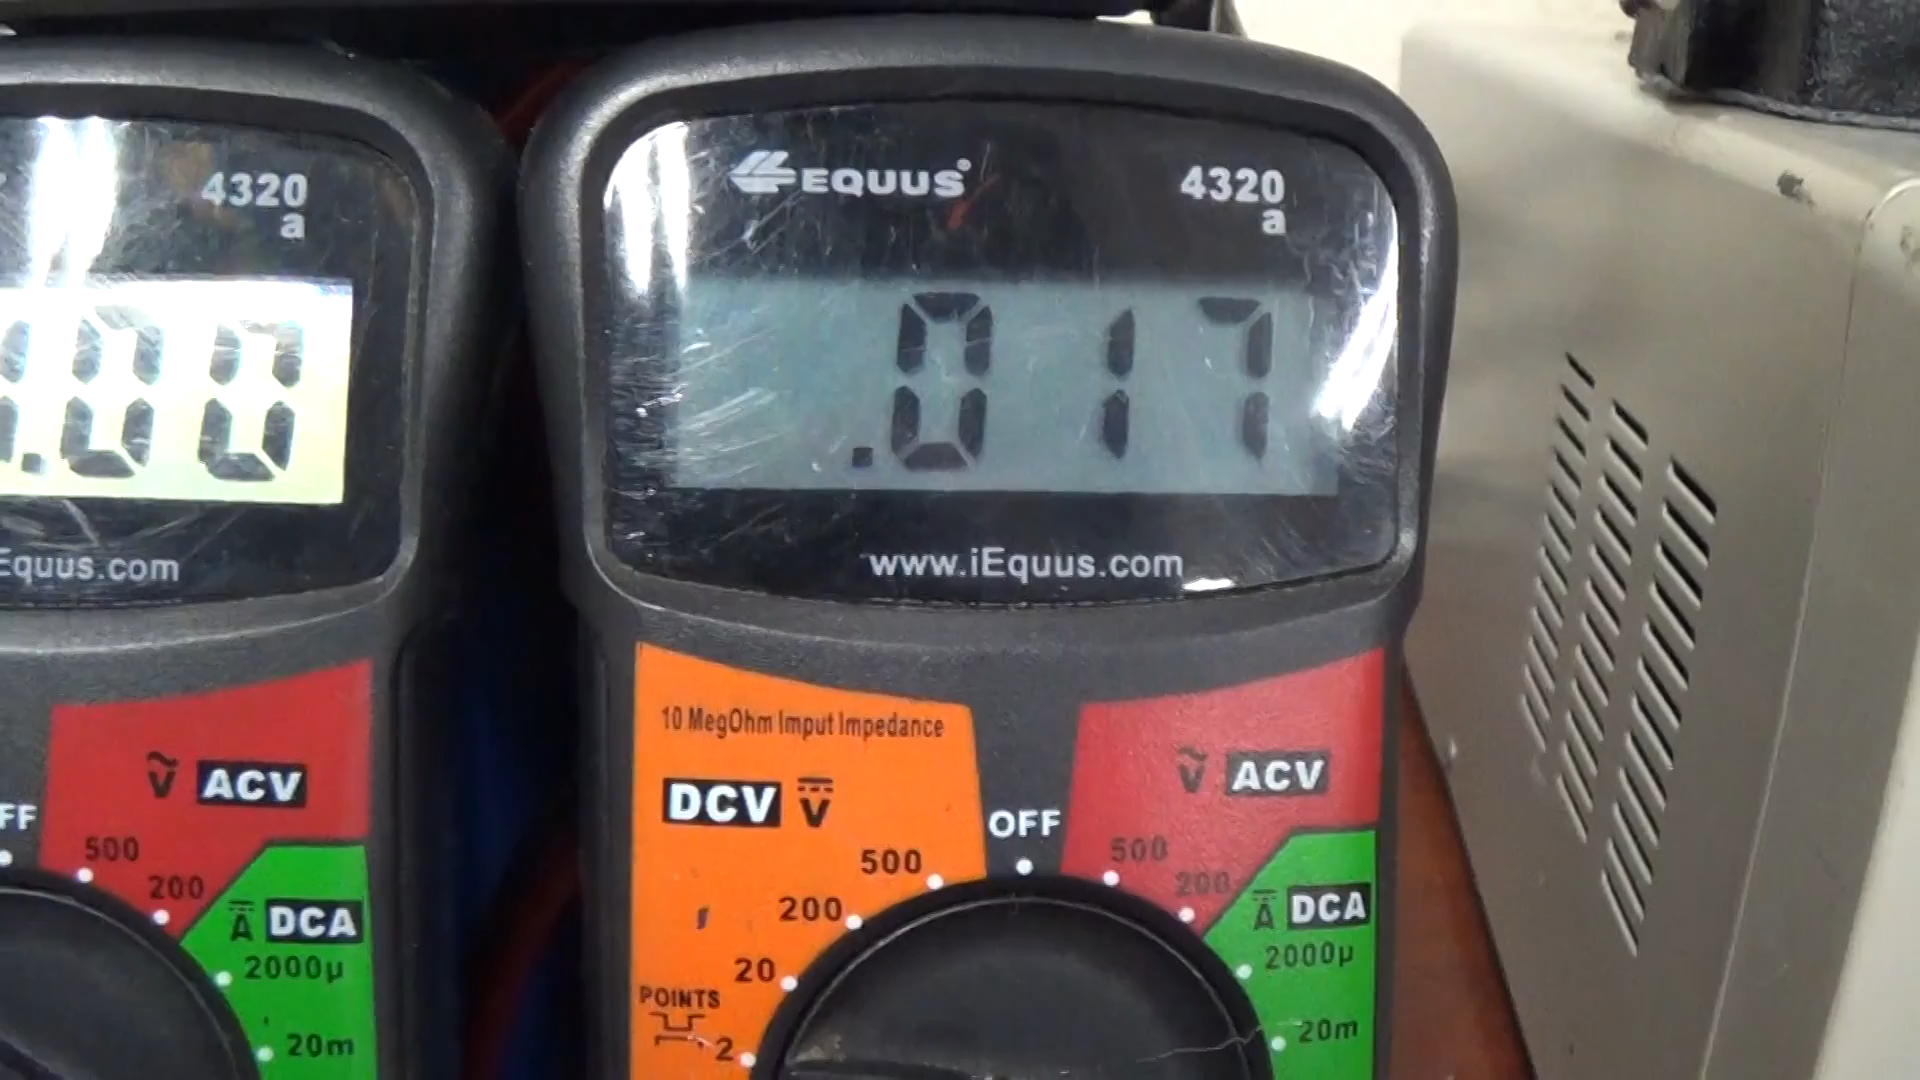 4320
a
.00
Equus.com
ACV
FF
500
200
DCA
2000µ
20m
EQUUS
4320
a
.017
www.iEquus.com
10 MegOhm Imput Impedance
DCV V
OFF
V ACV
500
200
20
POINTS
2
500
200
A DCA
2000µ
20m